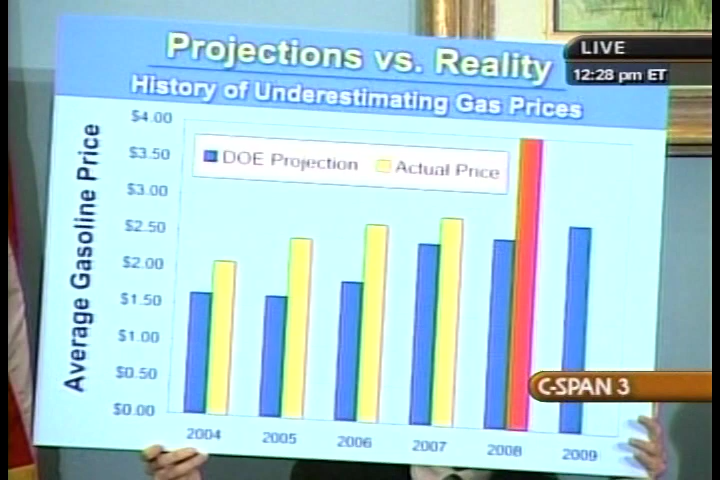 Projections vs. Reality
History of Underestimating Gas Prices
LIVE
12:28 pm ET
Average Gasoline Price
$4.00
$3.50
$3.00
$2.50
$2.00
$1.50
$1.00
$0.50
$0.00
DOE Projection
Actual Price
2004
2005
2006
2007
2008
2009
C-SPAN 3